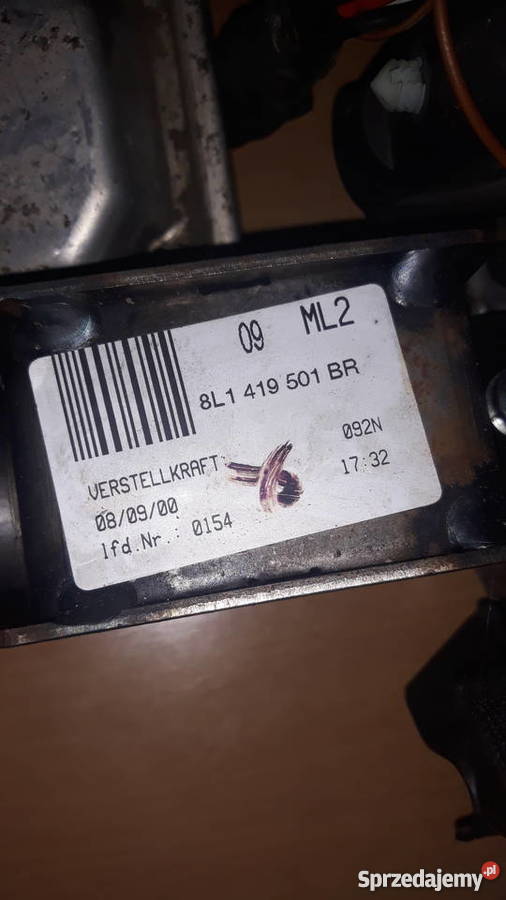 09 ML2
8L1 419 501 BR
VERSTELLKRAFT: 092N
08/09/00 17:32
lfd.Nr.: 0154
Sprzedajemy.pl